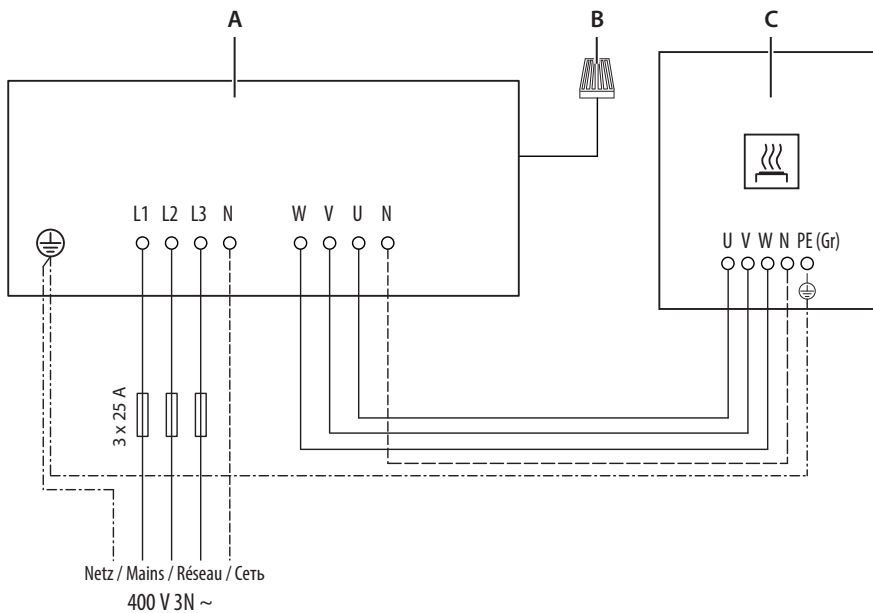 A B C
L1 L2 L3 N W V U N
U V W N PE (Gr)
3 x 25 A
Netz / Mains / Réseau / Сеть
400 V 3N ~